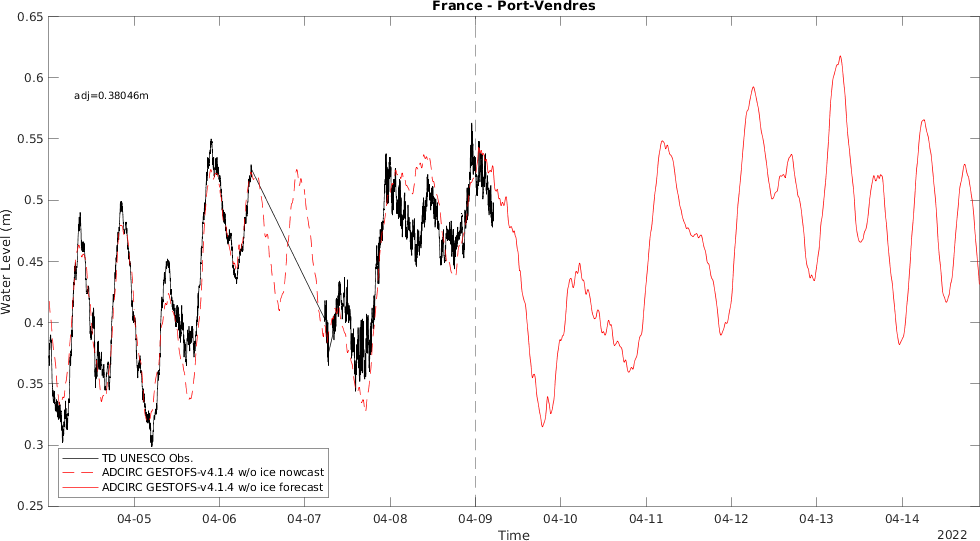 France - Port-Vendres
0.65
0.6
0.55
0.5
0.45
0.4
0.35
0.3
0.25
Water Level (m)
adj=0.38046m
TD UNESCO Obs.
ADCIRC GESTOFS-v4.1.4 w/o ice nowcast
ADCIRC GESTOFS-v4.1.4 w/o ice forecast
04-05 04-06 04-07 04-08 04-09 04-10 04-11 04-12 04-13 04-14
Time
2022